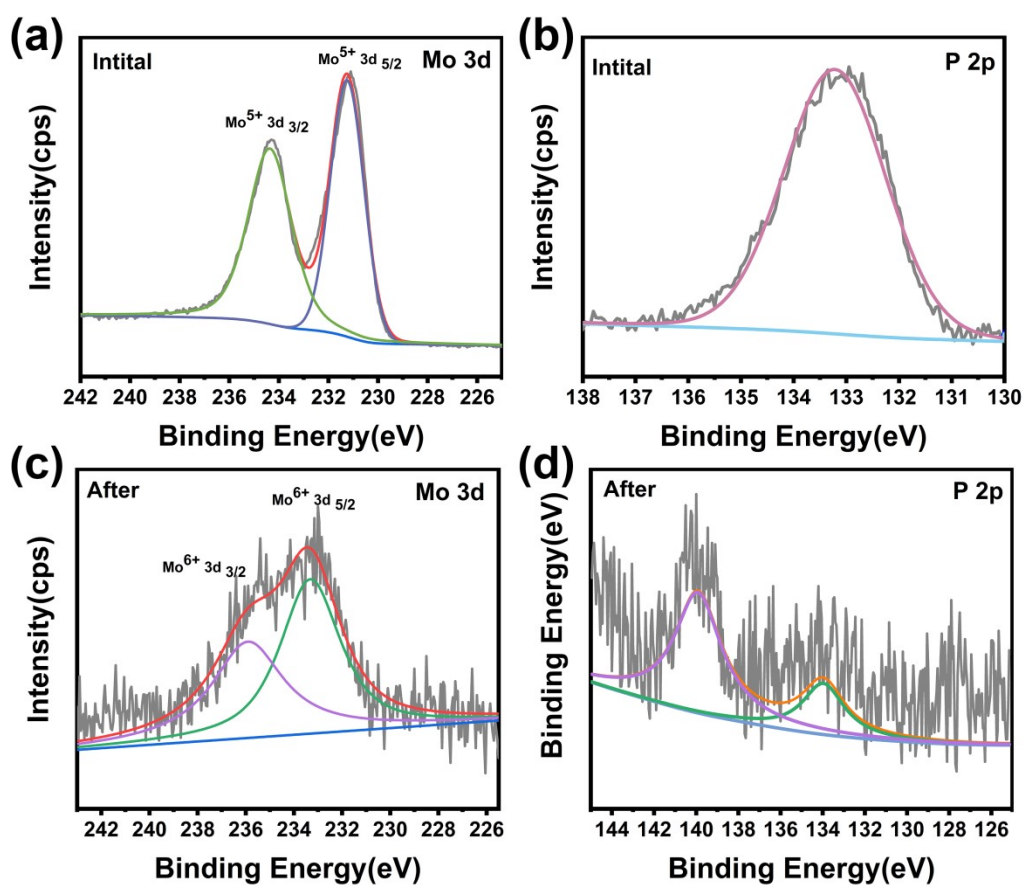 (a)
Intital
Mo 3d
Mo5+ 3d 5/2
Mo5+ 3d 3/2
Intensity(cps)
242 240 238 236 234 232 230 228 226
Binding Energy(eV)
(b)
Intital
P 2p
Intensity(cps)
138 137 136 135 134 133 132 131 130
Binding Energy(eV)
(c)
After
Mo 3d
Mo6+ 3d 5/2
Mo6+ 3d 3/2
Intensity(cps)
242 240 238 236 234 232 230 228 226
Binding Energy(eV)
(d)
After
P 2p
Binding Energy(eV)
144 142 140 138 136 134 132 130 128 126
Binding Energy(eV)